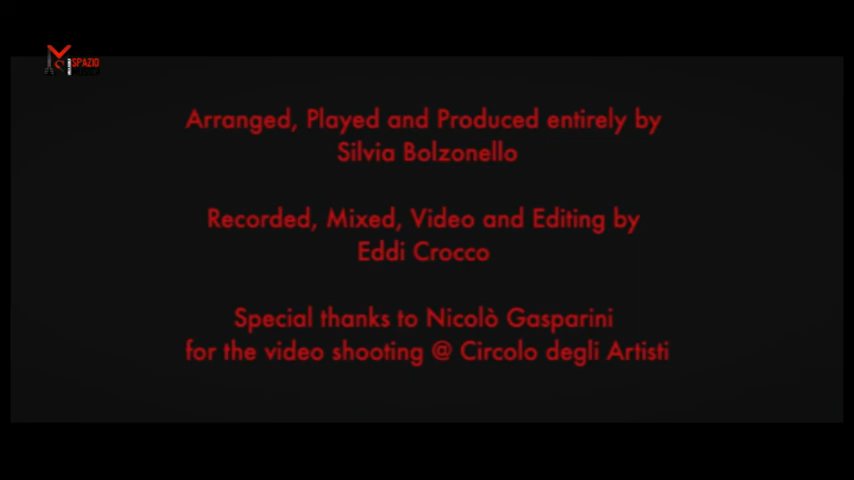 SPAZIO
Arranged, Played and Produced entirely by
Silvia Bolzonello
Recorded, Mixed, Video and Editing by
Eddi Crocco
Special thanks to Nicolò Gasparini
for the video shooting @ Circolo degli Artisti